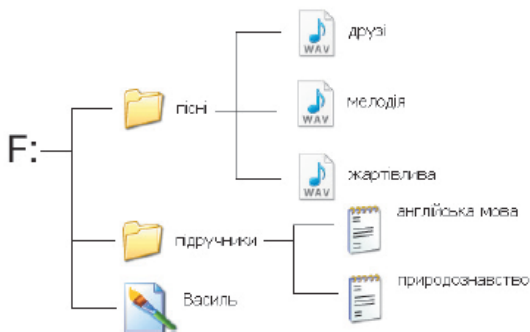 друзі
WAV
пісні
мелодія
WAV
F:
жартівлива
WAV
англійська мова
підручники
природознавство
Василь